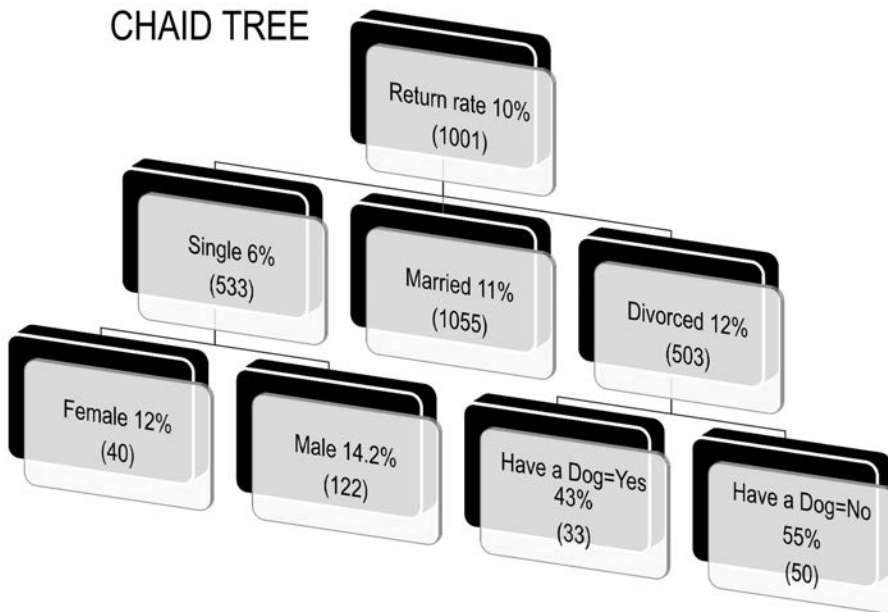 CHAID TREE
Return rate 10%
(1001)
Single 6%
(533)
Married 11%
(1055)
Divorced 12%
(503)
Female 12%
(40)
Male 14.2%
(122)
Have a Dog=Yes
43%
(33)
Have a Dog=No
55%
(50)